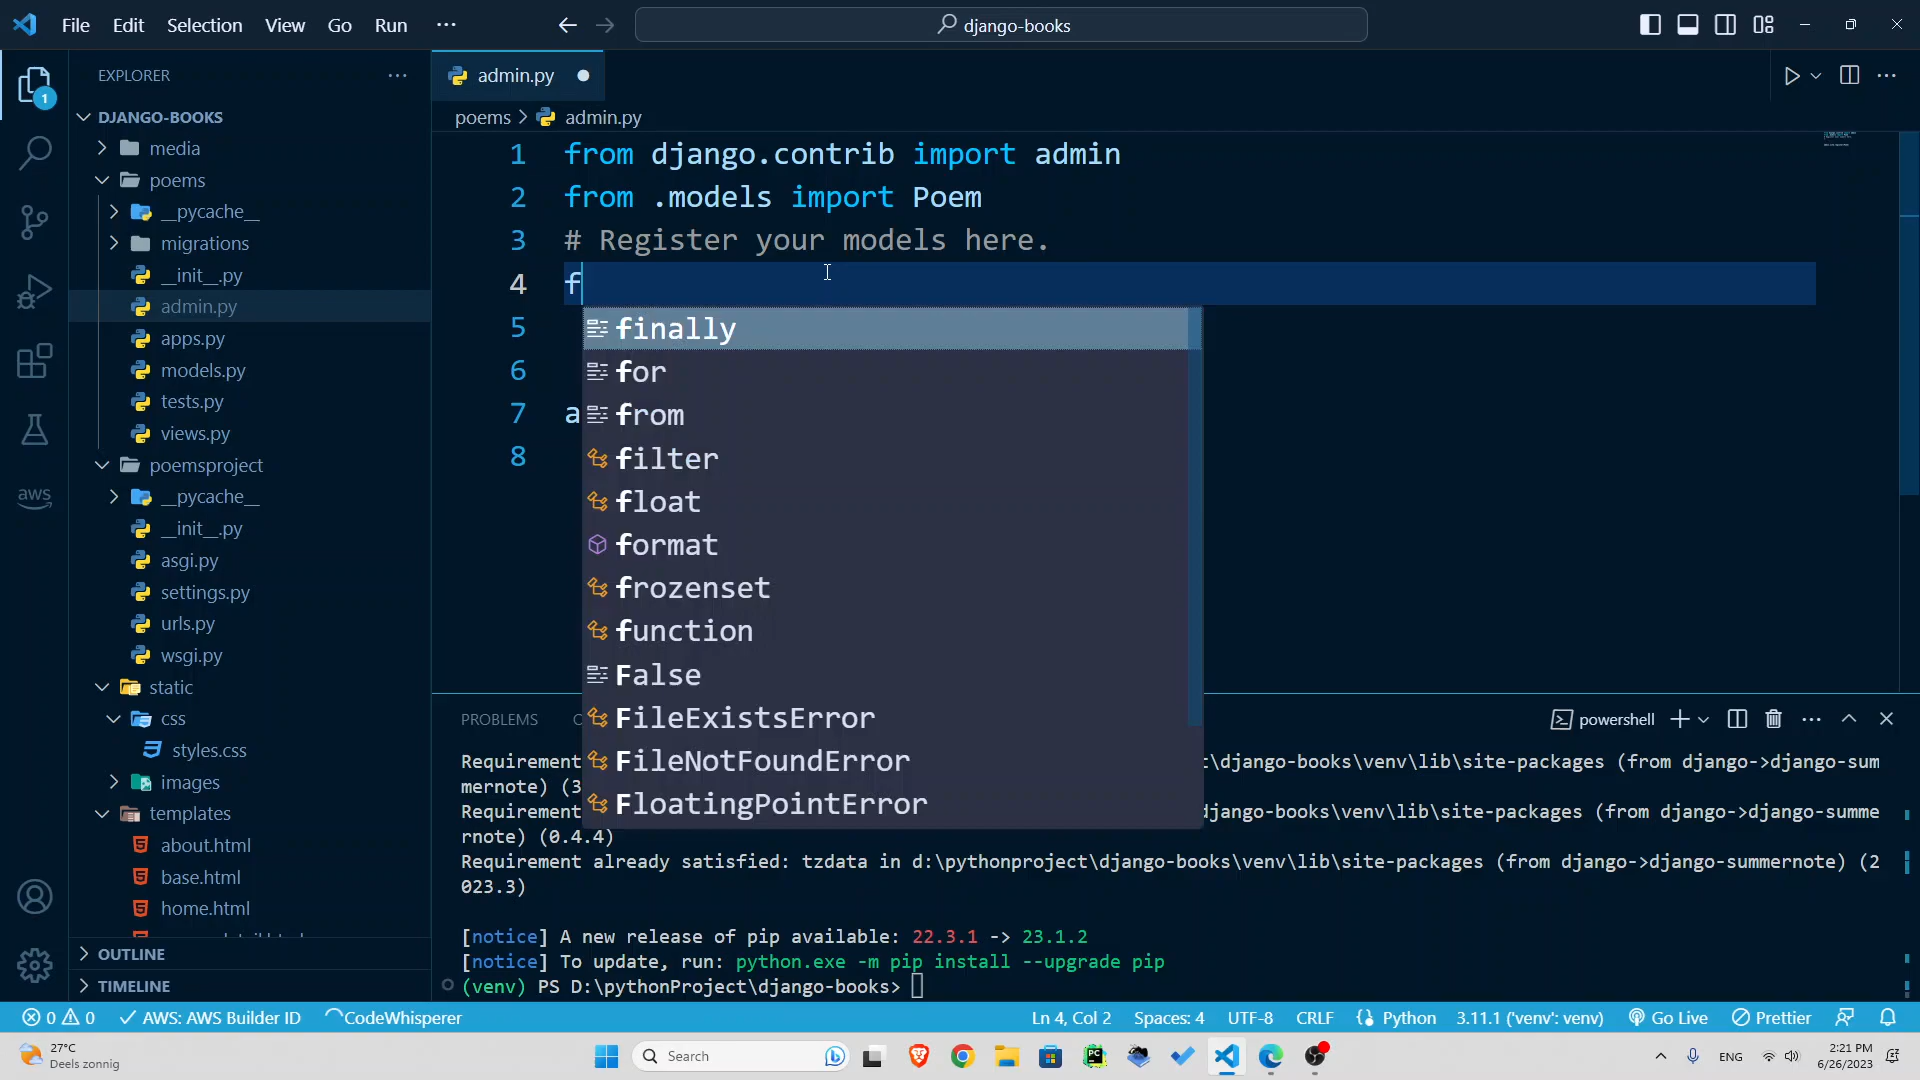 File Edit Selection View Go Run ···
django-books
EXPLORER
DJANGO-BOOKS
media
poems
__pycache__
migrations
__init__.py
admin.py
apps.py
models.py
tests.py
views.py
poemsproject
__pycache__
__init__.py
asgi.py
settings.py
urls.py
wsgi.py
static
css
styles.css
images
templates
about.html
base.html
home.html
OUTLINE
TIMELINE
1
aws
admin.py
poems > admin.py
1 from django.contrib import admin
2 from .models import Poem
3 # Register your models here.
4 f
5
6
7 a
8
finally
for
from
filter
float
format
frozenset
function
False
FileExistsError
FileNotFoundError
FloatingPointError
PROBLEMS
powershell
Requirement t\django-books\venv\lib\site-packages (from django->django-sum
mernote) (3
Requirement django-books\venv\lib\site-packages (from django->django-summe
rnote) (0.4.4)
Requirement already satisfied: tzdata in d:\pythonproject\django-books\venv\lib\site-packages (from django->django-summernote) (2
023.3)
[notice] A new release of pip available: 22.3.1 -> 23.1.2
[notice] To update, run: python.exe -m pip install --upgrade pip
(venv) PS D:\pythonProject\django-books>
0 0 AWS: AWS Builder ID CodeWhisperer Ln 4, Col 2 Spaces: 4 UTF-8 CRLF Python 3.11.1 ('venv': venv) Go Live Prettier
27°C
Deels zonnig
Search
ENG
2:21 PM
6/26/2023